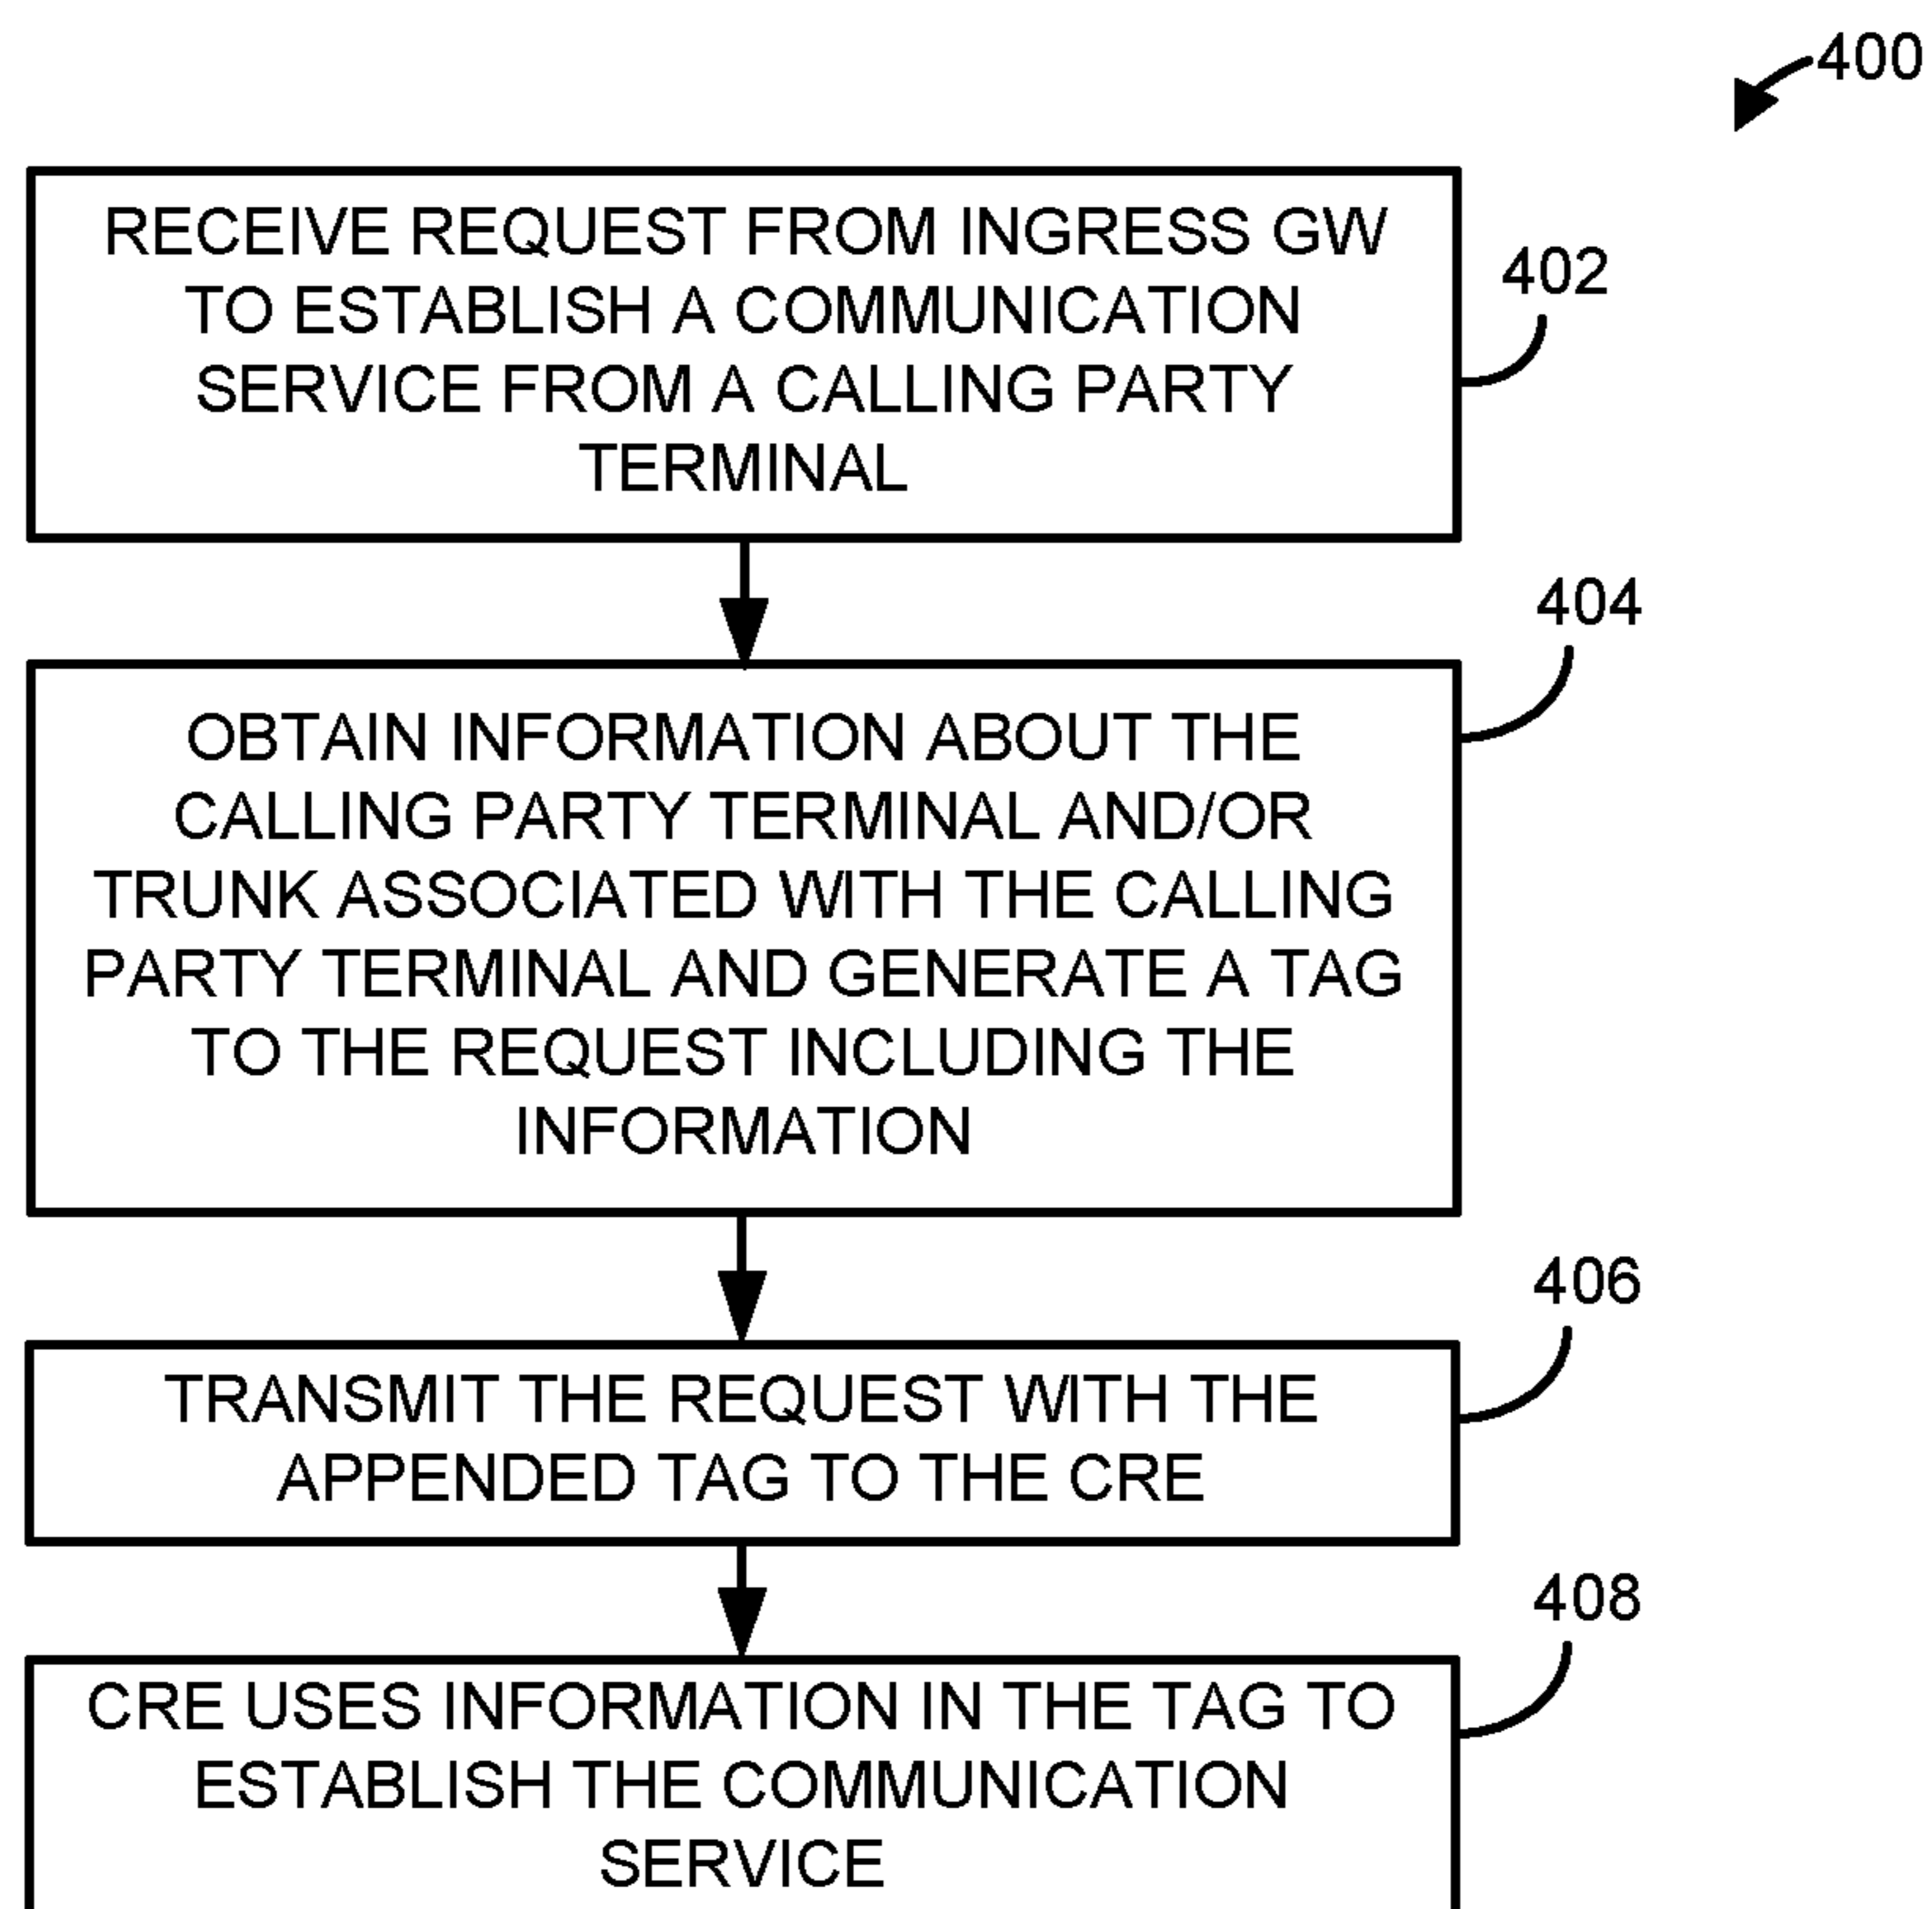 400
RECEIVE REQUEST FROM INGRESS GW
TO ESTABLISH A COMMUNICATION
SERVICE FROM A CALLING PARTY
TERMINAL
402
404
OBTAIN INFORMATION ABOUT THE
CALLING PARTY TERMINAL AND/OR
TRUNK ASSOCIATED WITH THE CALLING
PARTY TERMINAL AND GENERATE A TAG
TO THE REQUEST INCLUDING THE
INFORMATION
406
TRANSMIT THE REQUEST WITH THE
APPENDED TAG TO THE CRE
408
CRE USES INFORMATION IN THE TAG TO
ESTABLISH THE COMMUNICATION
SERVICE